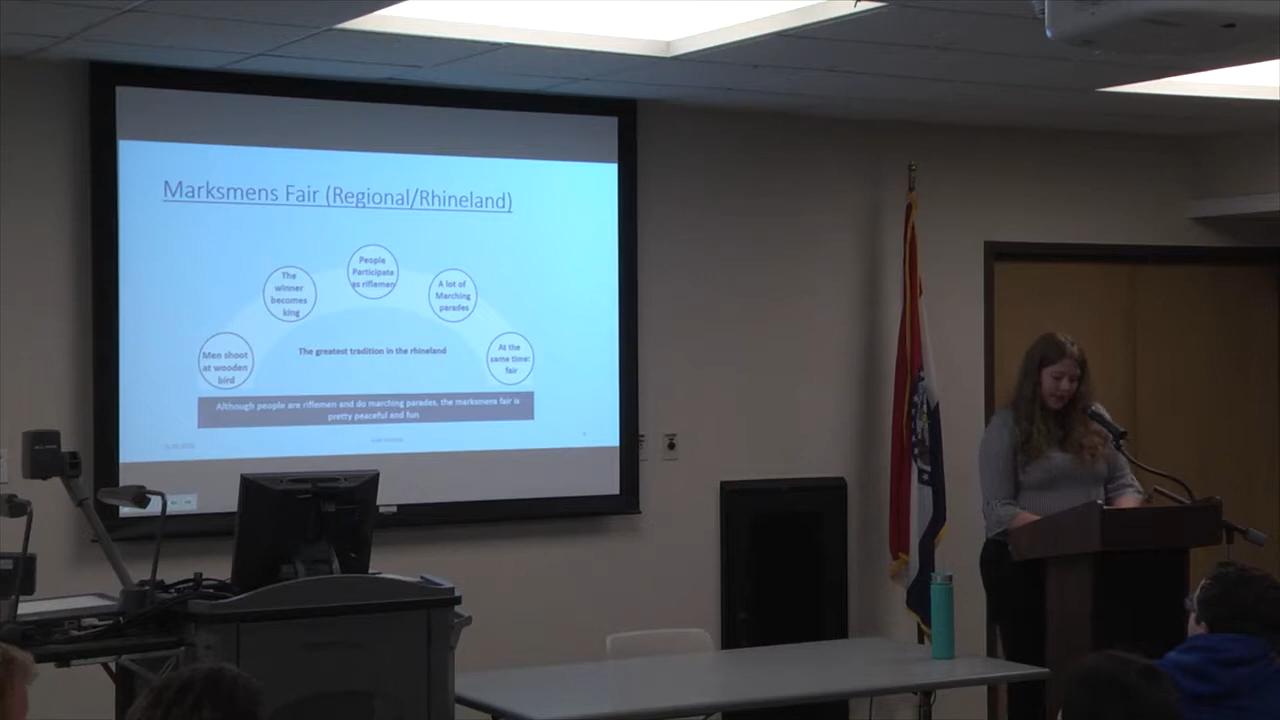 Marksmens Fair (Regional/Rhineland)
People
Participate
as riflemen
The
winner
becomes
king
A lot of
Marching
parades
Men shoot
at wooden
bird
The greatest tradition in the rhineland
At the
same time:
fair
Although people are riflemen and do marching parades, the marksmens fair is
pretty peaceful and fun